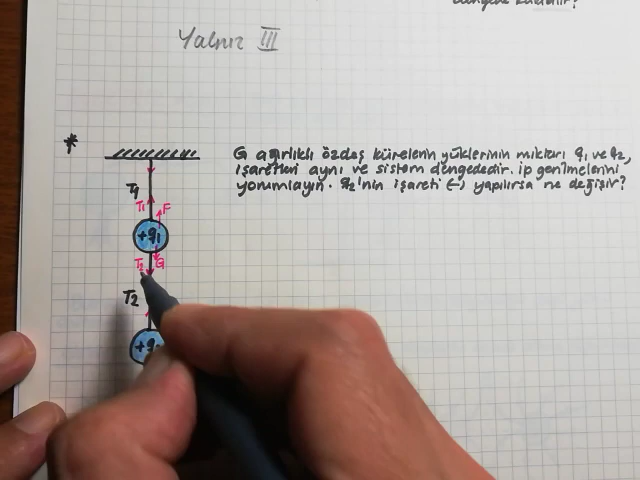 Yalnız III
*
G ağırlıklı özdeş kürelerin yüklerinin miktarı q1 ve q2,
işaretleri aynı ve sistem dengededir. ip gerilmelerini
yorumlayın. q2'nin işareti (-) yapılırsa ne değişir?
T1
T1 F
+q1
T2 G
T2
+q